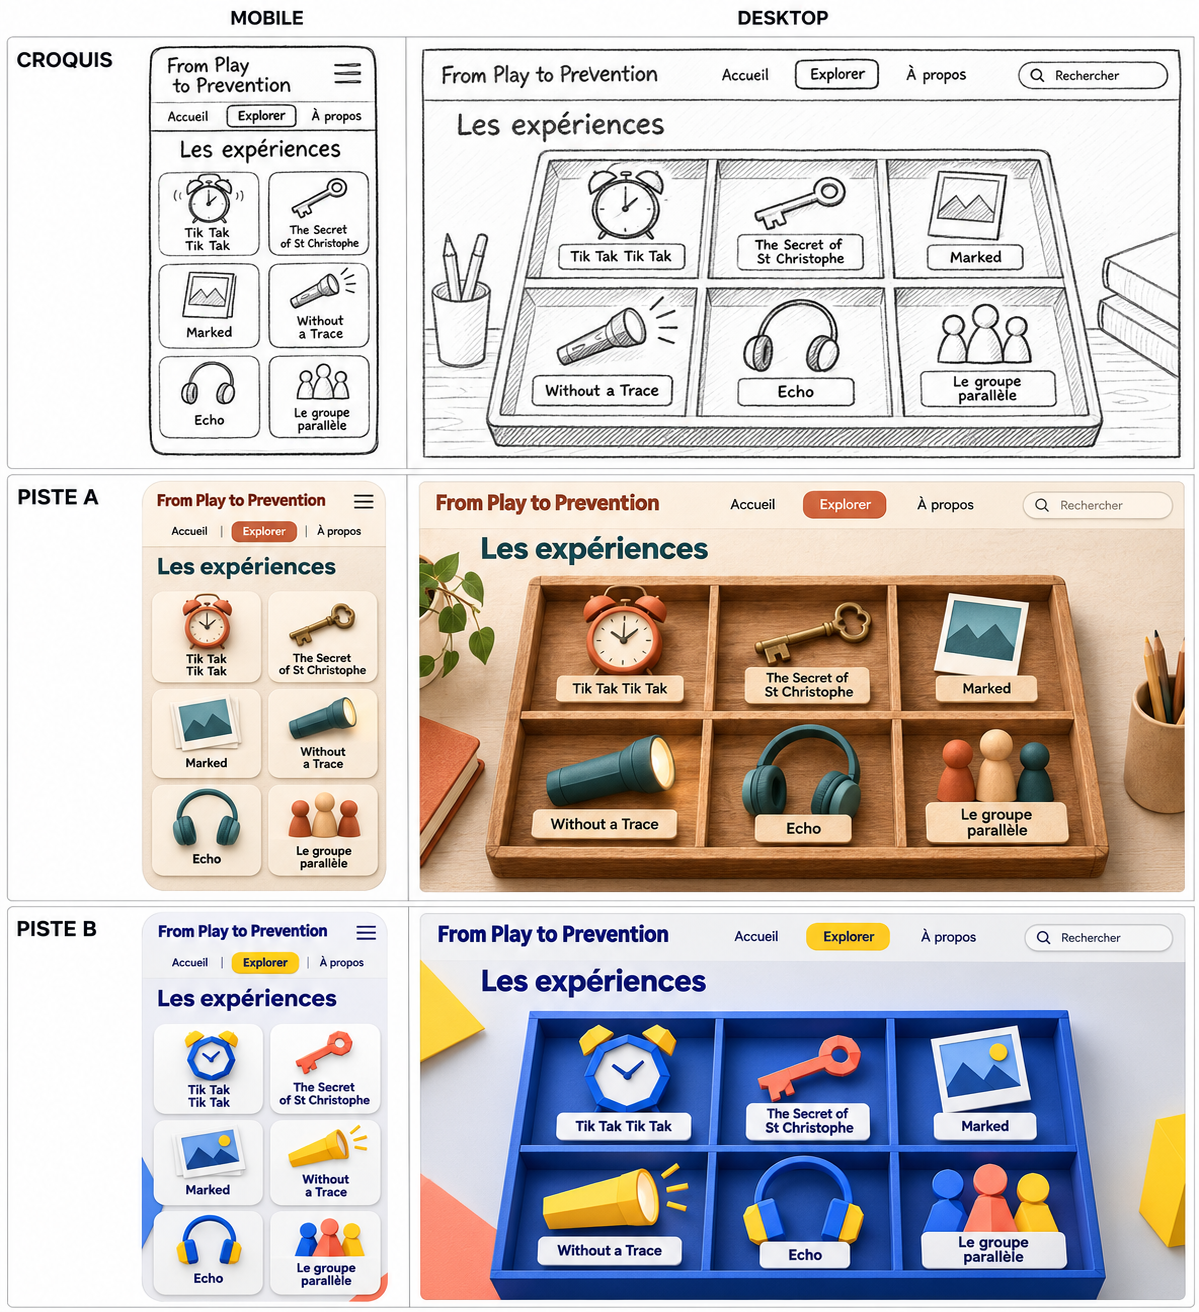 MOBILE
DESKTOP
CROQUIS
From Play
to Prevention
Accueil
Explorer
À propos
Les expériences
Tik Tak
Tik Tak
The Secret
of St Christophe
Marked
Without
a Trace
Echo
Le groupe
parallèle
From Play to Prevention
Accueil
Explorer
À propos
Rechercher
Les expériences
Tik Tak Tik Tak
The Secret of
St Christophe
Marked
Without a Trace
Echo
Le groupe
parallèle
PISTE A
From Play to Prevention
Accueil
Explorer
À propos
Les expériences
Tik Tak
Tik Tak
The Secret
of St Christophe
Marked
Without
a Trace
Echo
Le groupe
parallèle
From Play to Prevention
Accueil
Explorer
À propos
Rechercher
Les expériences
Tik Tak Tik Tak
The Secret of
St Christophe
Marked
Without a Trace
Echo
Le groupe
parallèle
PISTE B
From Play to Prevention
Accueil
Explorer
À propos
Les expériences
Tik Tak
Tik Tak
The Secret
of St Christophe
Marked
Without
a Trace
Echo
Le groupe
parallèle
From Play to Prevention
Accueil
Explorer
À propos
Rechercher
Les expériences
Tik Tak Tik Tak
The Secret of
St Christophe
Marked
Without a Trace
Echo
Le groupe
parallèle